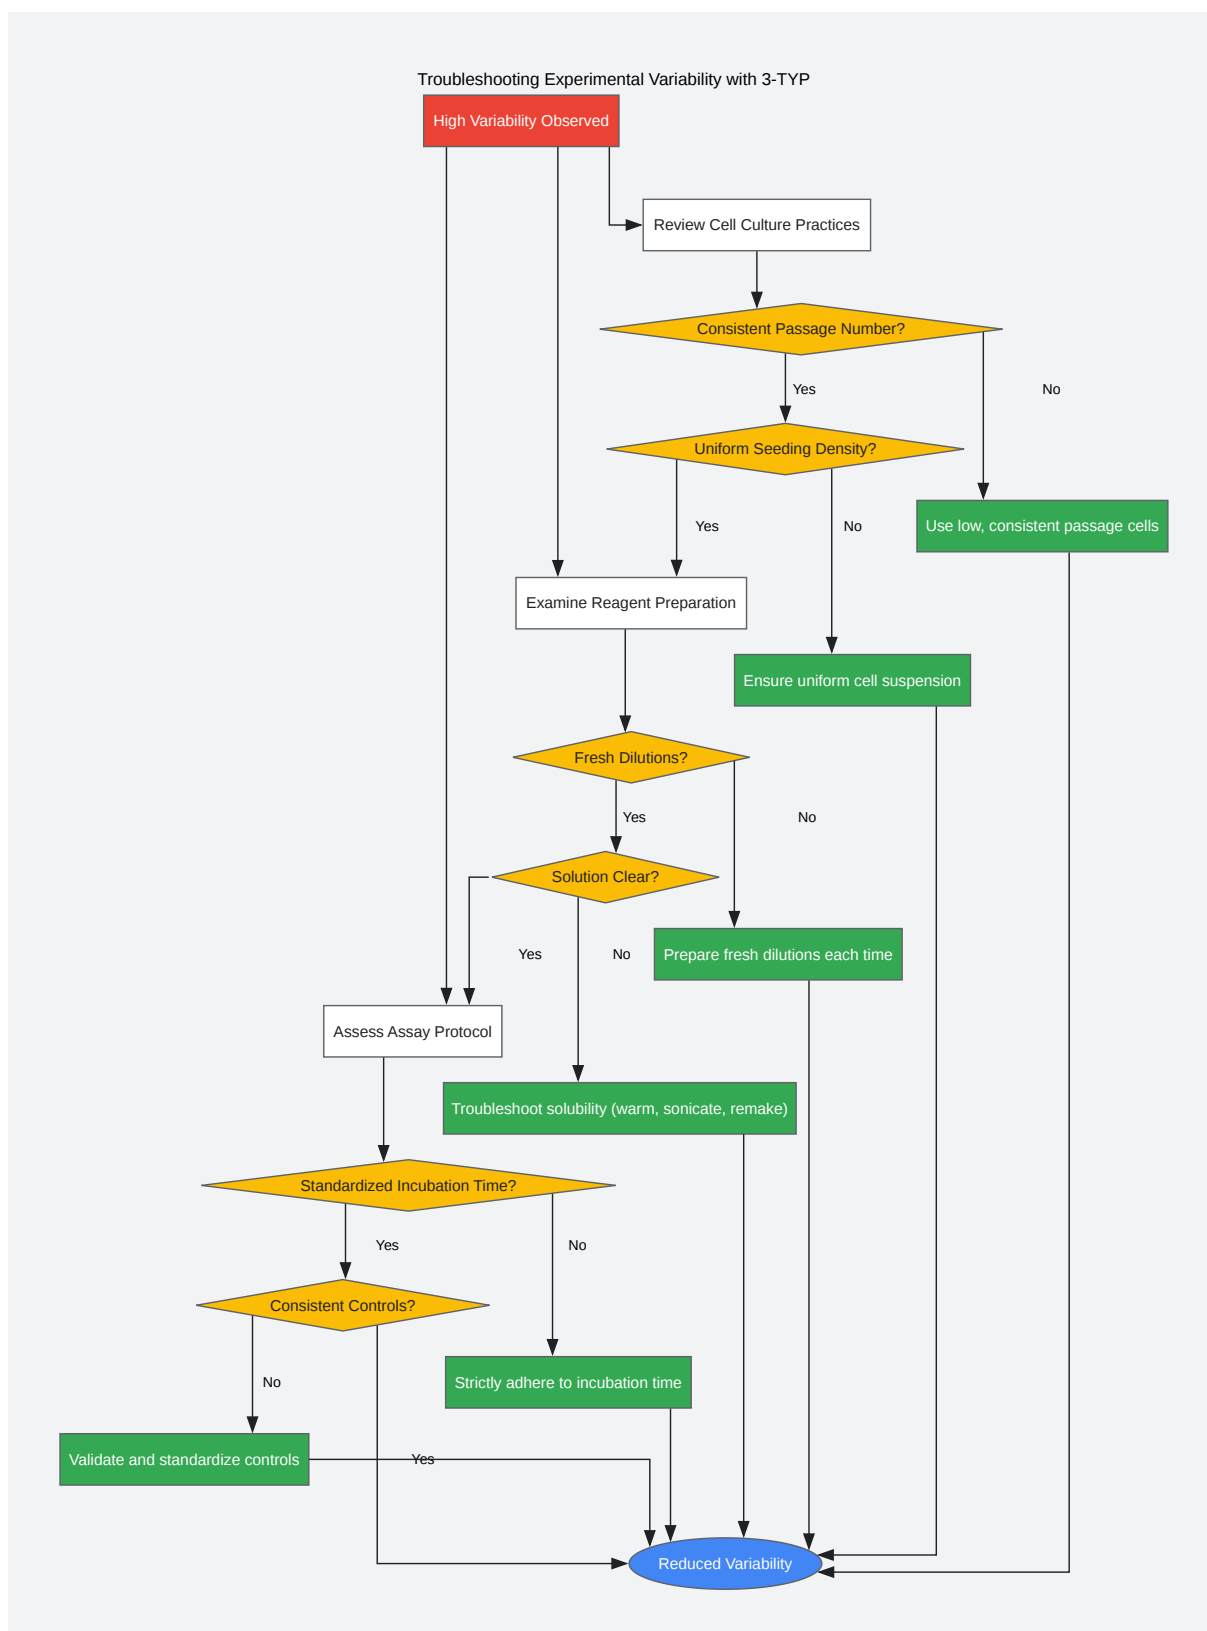 Troubleshooting Experimental Variability with 3-TYP
High Variability Observed
Review Cell Culture Practices
Consistent Passage Number?
Yes
No
Uniform Seeding Density?
Yes
No
Use low, consistent passage cells
Examine Reagent Preparation
Ensure uniform cell suspension
Fresh Dilutions?
Yes
No
Solution Clear?
Yes
No
Prepare fresh dilutions each time
Assess Assay Protocol
Troubleshoot solubility (warm, sonicate, remake)
Standardized Incubation Time?
Yes
No
Consistent Controls?
No
Strictly adhere to incubation time
Validate and standardize controls
Yes
Reduced Variability